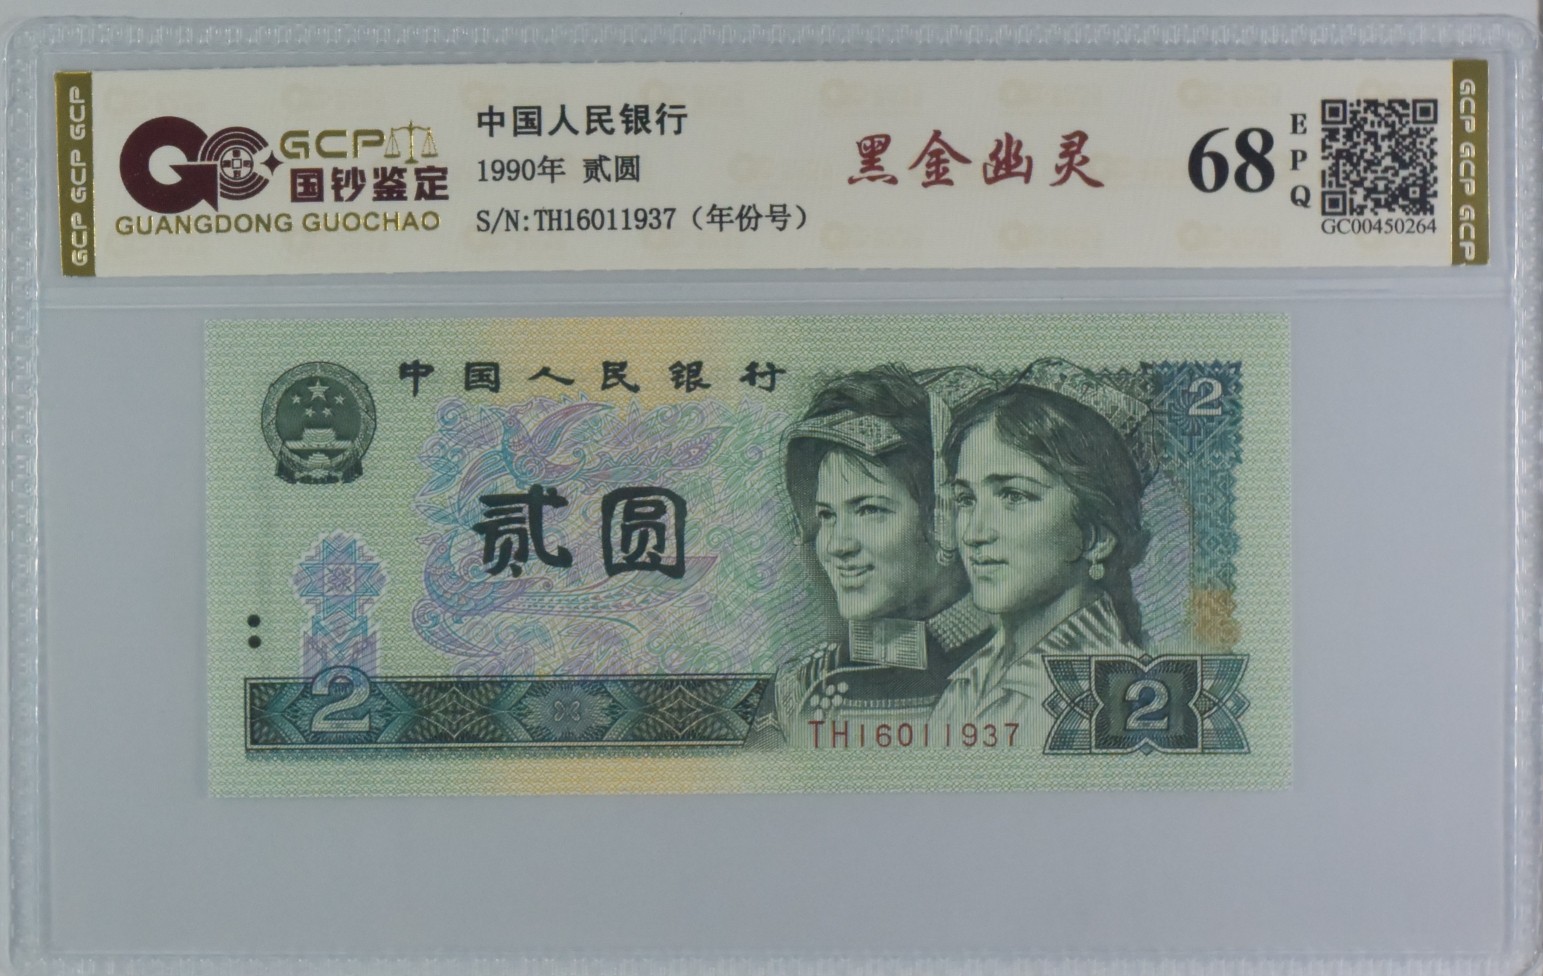 GCP GCP GCP
GCP
国钞鉴定
GUANGDONG GUOCHAO
中国人民银行
1990年 贰圆
S/N:TH16011937（年份号）
黑金幽灵
68
EPQ
GC00450264
GCP GCP GCP
中国人民银行
2
贰圆
2
TH16011937
2